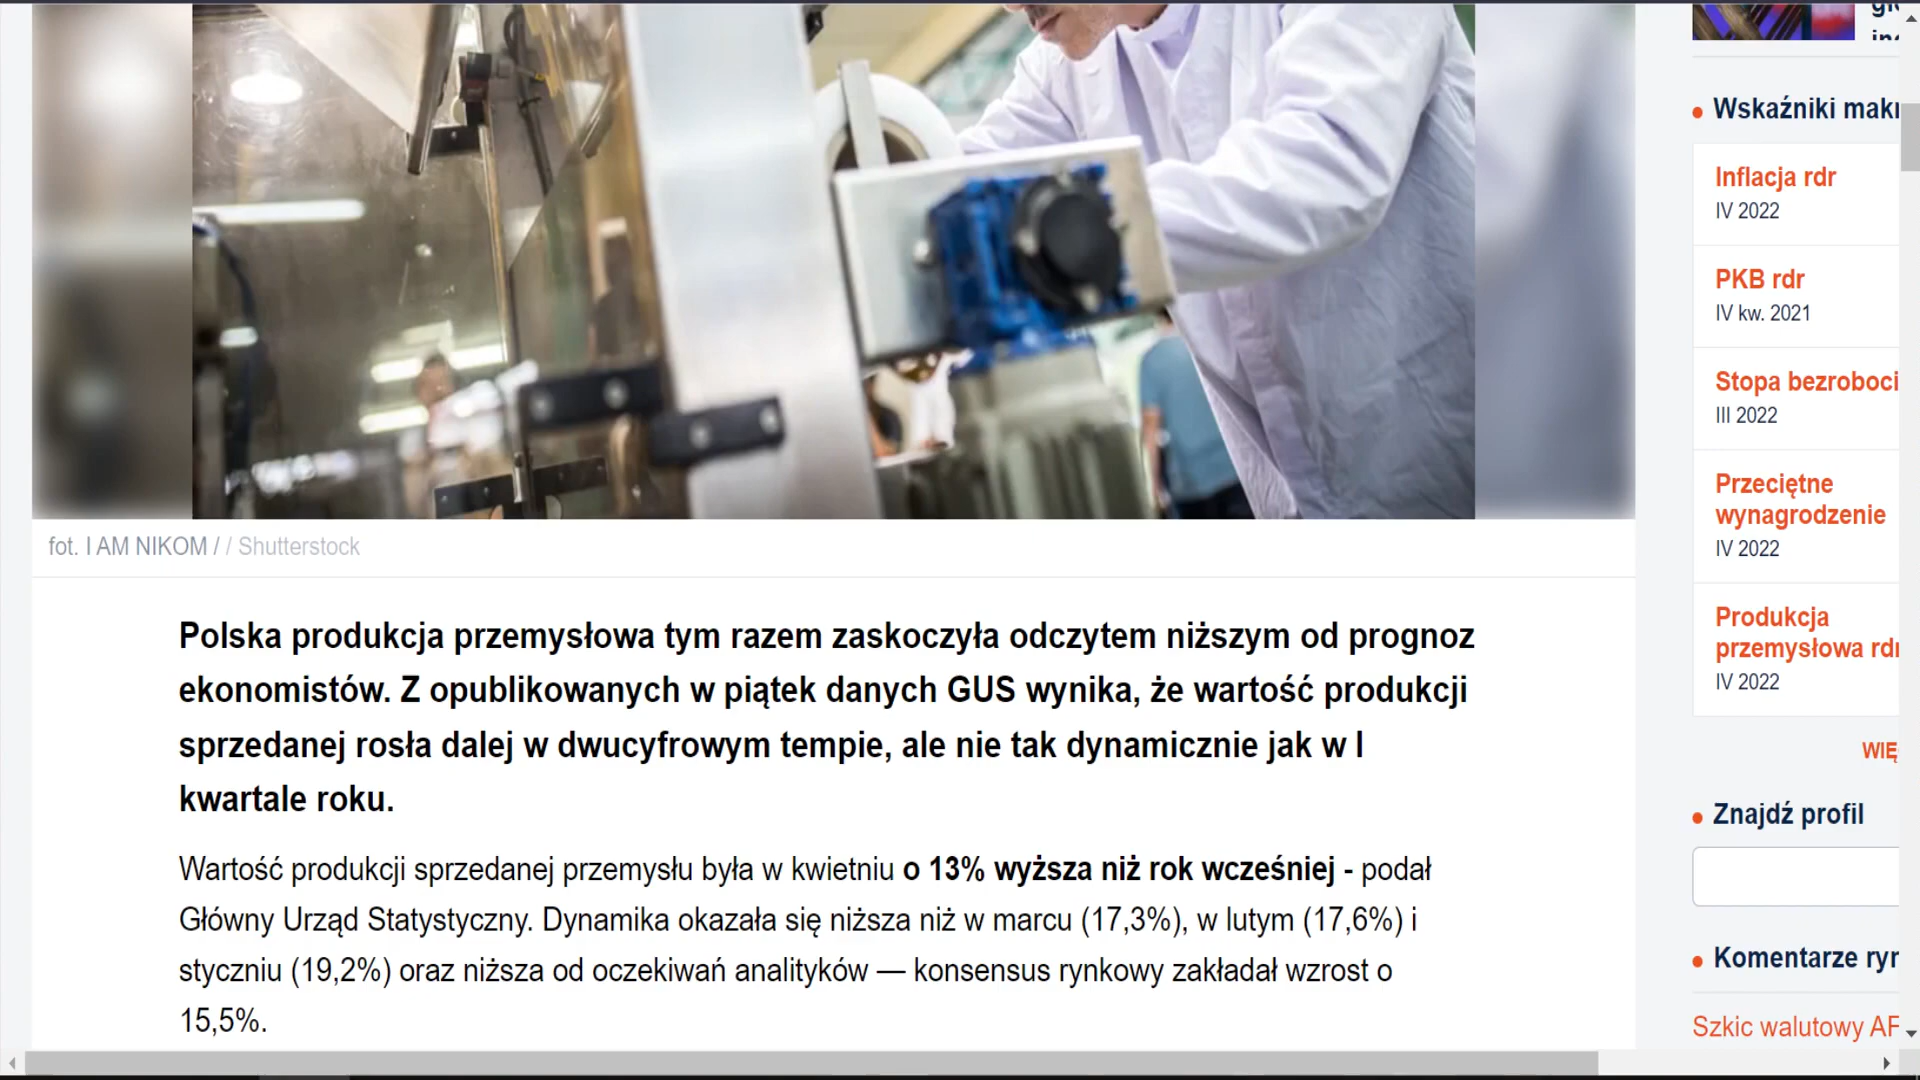 fot. I AM NIKOM / / Shutterstock
Polska produkcja przemysłowa tym razem zaskoczyła odczytem niższym od prognoz
ekonomistów. Z opublikowanych w piątek danych GUS wynika, że wartość produkcji
sprzedanej rosła dalej w dwucyfrowym tempie, ale nie tak dynamicznie jak w I
kwartale roku.
Wartość produkcji sprzedanej przemysłu była w kwietniu o 13% wyższa niż rok wcześniej - podał
Główny Urząd Statystyczny. Dynamika okazała się niższa niż w marcu (17,3%), w lutym (17,6%) i
styczniu (19,2%) oraz niższa od oczekiwań analityków — konsensus rynkowy zakładał wzrost o
15,5%.
Wskaźniki
Inflacja rdr
IV 2022
PKB rdr
IV kw. 2021
Stopa bezroboci
III 2022
Przeciętne
wynagrodzenie
IV 2022
Produkcja
przemysłowa rdr
IV 2022
WIĘ
Znajdź profil
Komentarze
Szkic walutowy